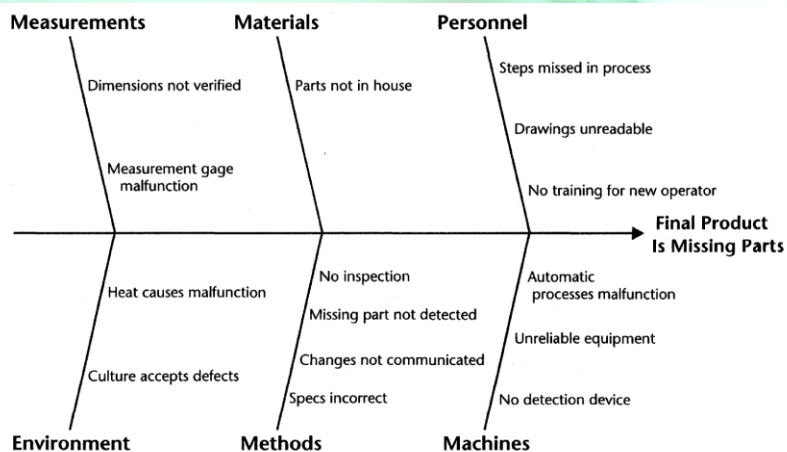 Measurements
Materials
Personnel
Dimensions not verified
Measurement gage
malfunction
Parts not in house
Steps missed in process
Drawings unreadable
No training for new operator
Final Product
Is Missing Parts
Heat causes malfunction
Culture accepts defects
No inspection
Missing part not detected
Changes not communicated
Specs incorrect
Automatic
processes malfunction
Unreliable equipment
No detection device
Environment
Methods
Machines